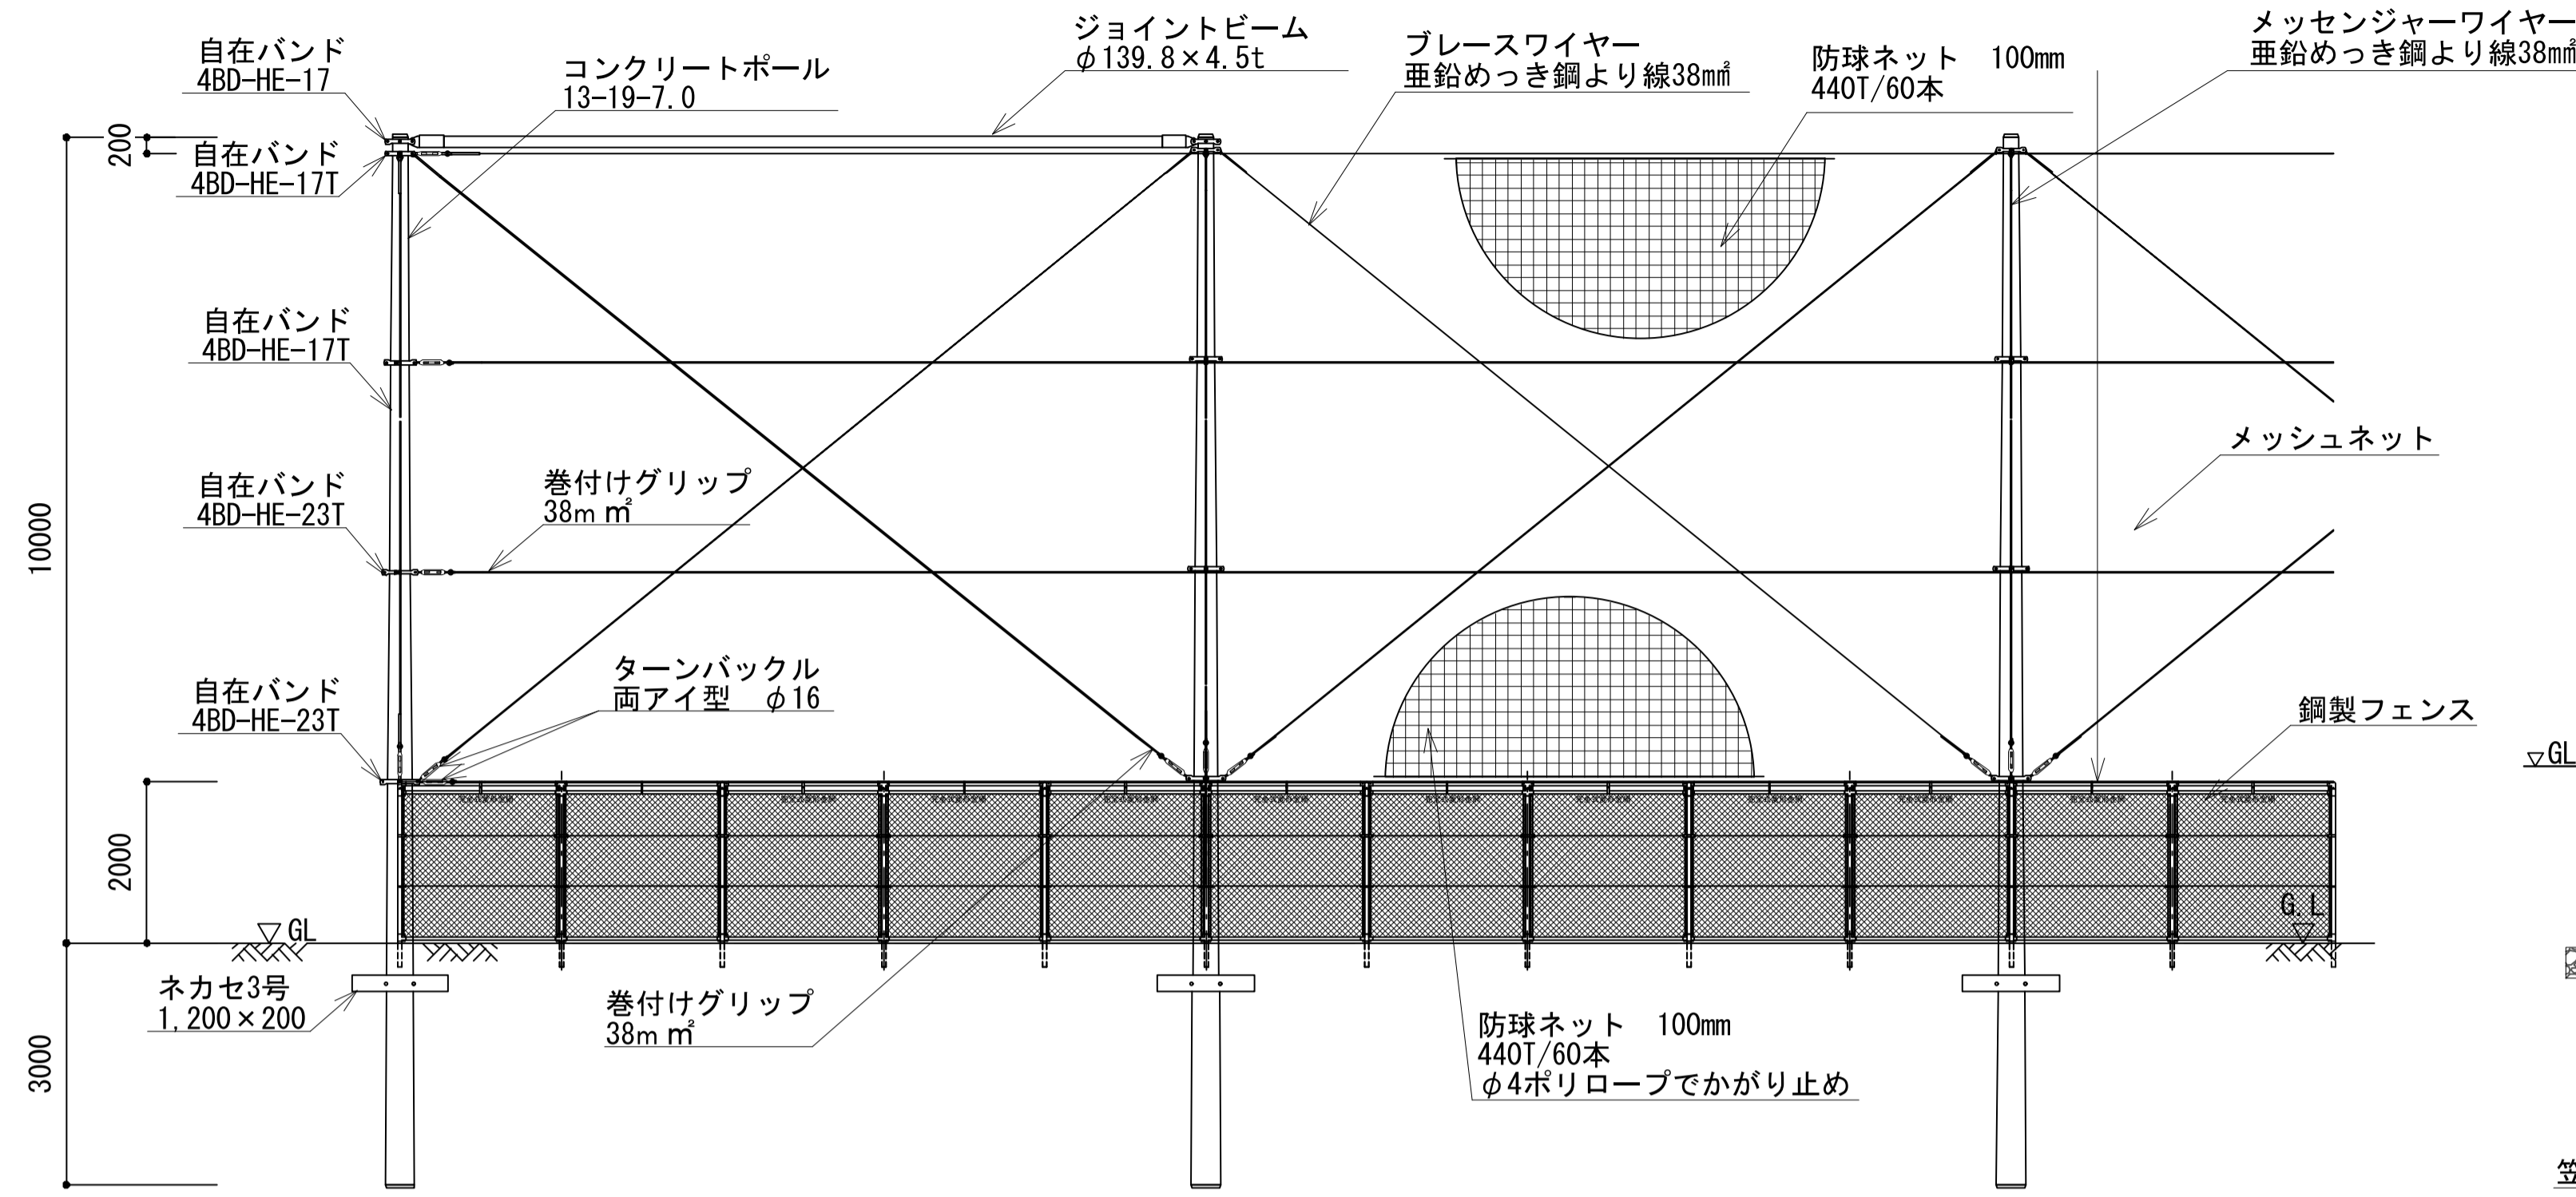 自在バンド
4BD-HE-17
コンクリートポール
13-19-7.0
ジョイントビーム
φ139.8×4.5t
ブレースワイヤー
亜鉛めっき鋼より線38m㎡
防球ネット　100mm
440T/60本
メッセンジャーワイヤー
亜鉛めっき鋼より線38m㎡
200
自在バンド
4BD-HE-17T
自在バンド
4BD-HE-17T
メッシュネット
自在バンド
4BD-HE-23T
巻付けグリップ
38m㎡
10000
自在バンド
4BD-HE-23T
ターンバックル
両アイ型　φ16
鋼製フェンス
GL
2000
GL
G.L
ネカセ3号
1,200×200
巻付けグリップ
38m㎡
防球ネット　100mm
440T/60本
φ4ポリロープでかがり止め
3000
笠